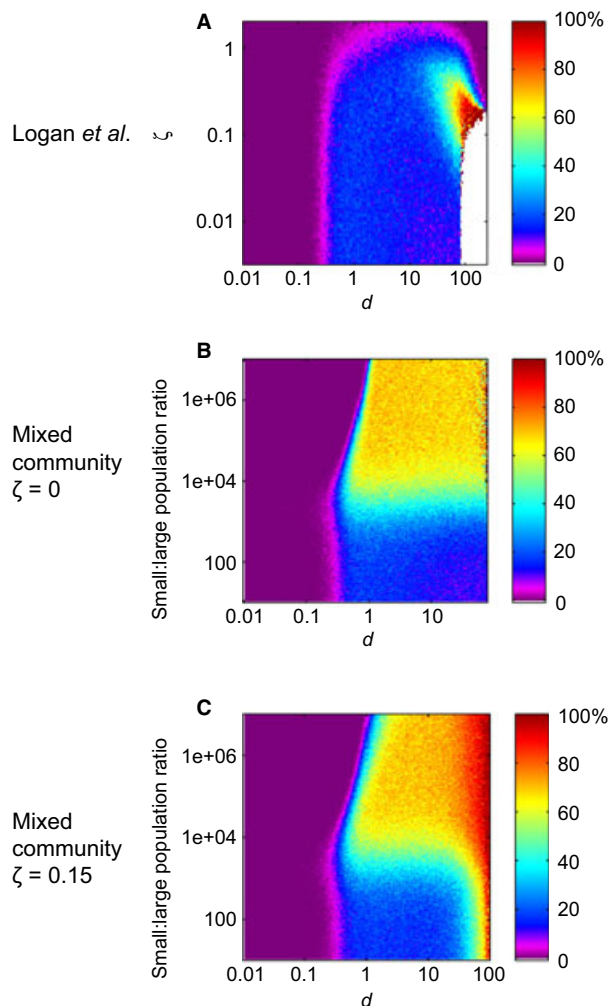 A
Logan et al.
ζ
1
0.1
0.01
0.01 0.1 1 10 100
d
100%
80
60
40
20
0
B
Mixed
community
ζ = 0
Small:large population ratio
1e+06
1e+04
100
0.01 0.1 1 10
d
100%
80
60
40
20
0
C
Mixed
community
ζ = 0.15
Small:large population ratio
1e+06
1e+04
100
0.01 0.1 1 10 100
d
100%
80
60
40
20
0